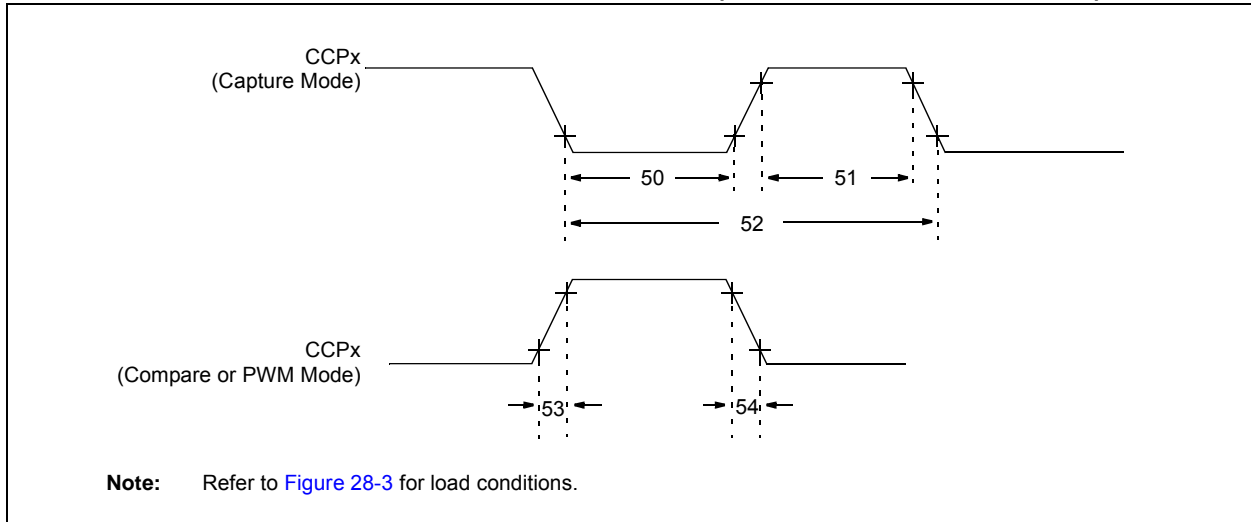 CCPx
(Capture Mode)
50
51
52
CCPx
(Compare or PWM Mode)
53
54
Note: Refer to Figure 28-3 for load conditions.